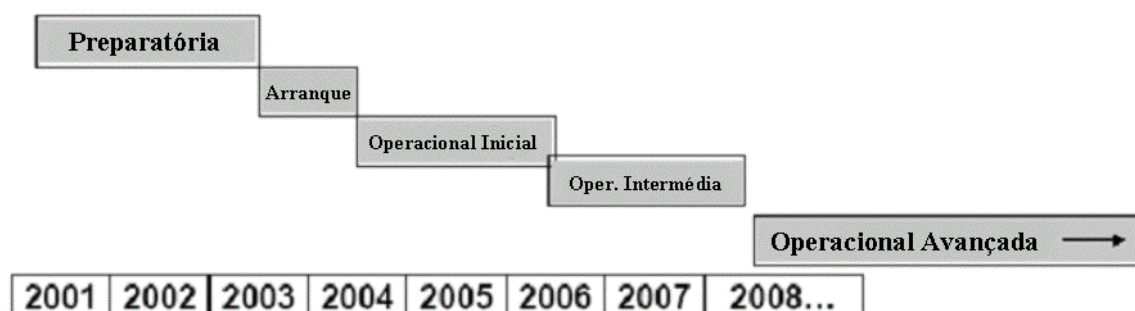 Preparatória
Arranque
Operacional Inicial
Oper. Intermédia
Operacional Avançada
2001 2002 2003 2004 2005 2006 2007 2008...